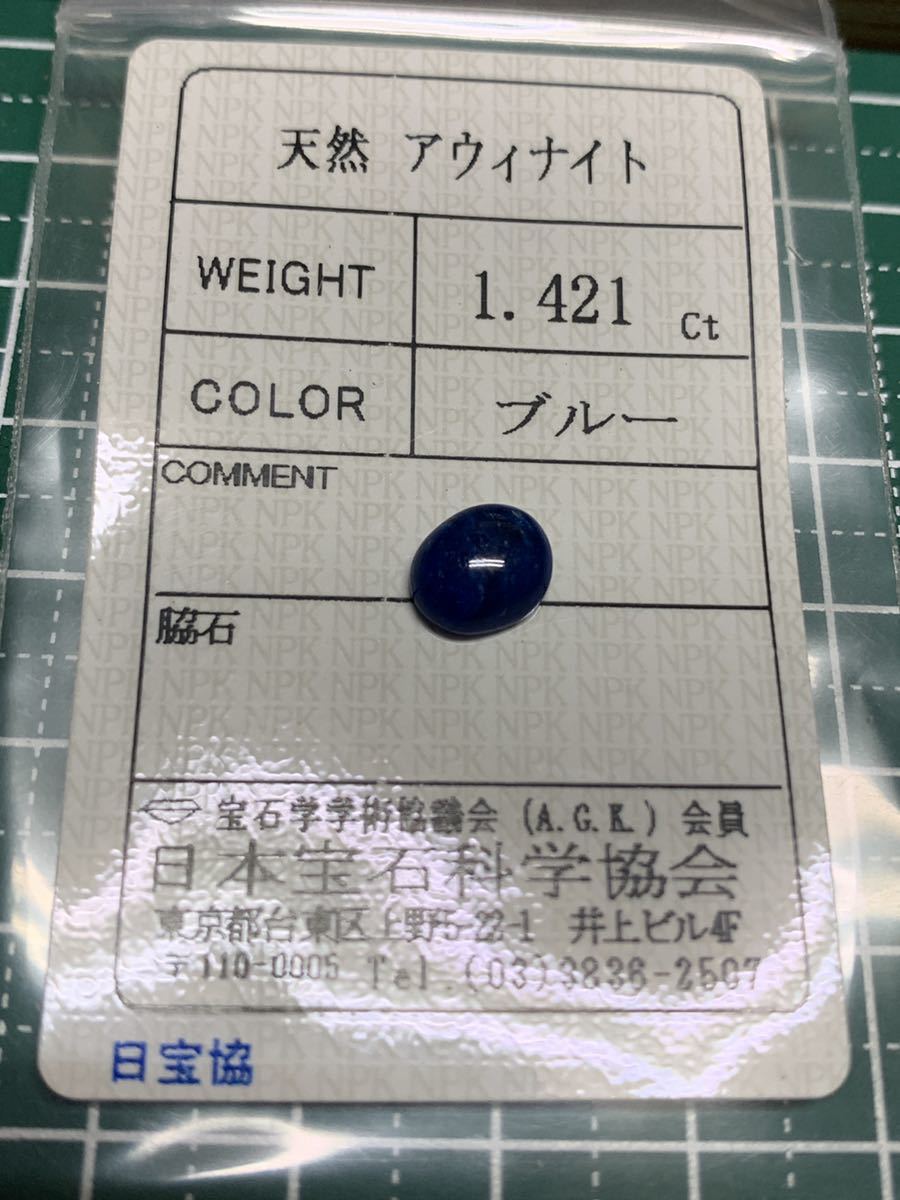 天然 アウィナイト
WEIGHT 1.421 Ct
COLOR ブルー
COMMENT
脇石
宝石学学術協議会 (A.G.K.) 会員
日本宝石科学協会
東京都台東区上野5-22-1 井上ビル4F
〒110-0005 Tel.(03)3836-2507
日宝協